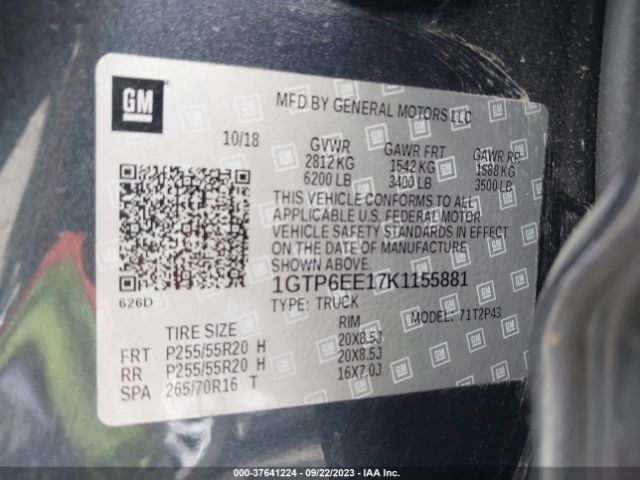 GM
MFD BY GENERAL MOTORS LLC
10/18
GVWR GAWR FRT GAWR RR
2812 KG 1542 KG 1588 KG
6200 LB 3400 LB 3500 LB
THIS VEHICLE CONFORMS TO ALL
APPLICABLE U.S. FEDERAL MOTOR
VEHICLE SAFETY STANDARDS IN EFFECT
ON THE DATE OF MANUFACTURE
SHOWN ABOVE.
626D
1GTP6EE17K1155881
TYPE: TRUCK MODEL: 71T2P43
TIRE SIZE RIM
FRT P255/55R20 H 20X8.5J
RR P255/55R20 H 20X8.5J
SPA 265/70R16 T 16X7.0J
000-37641224 - 09/22/2023 - IAA Inc.